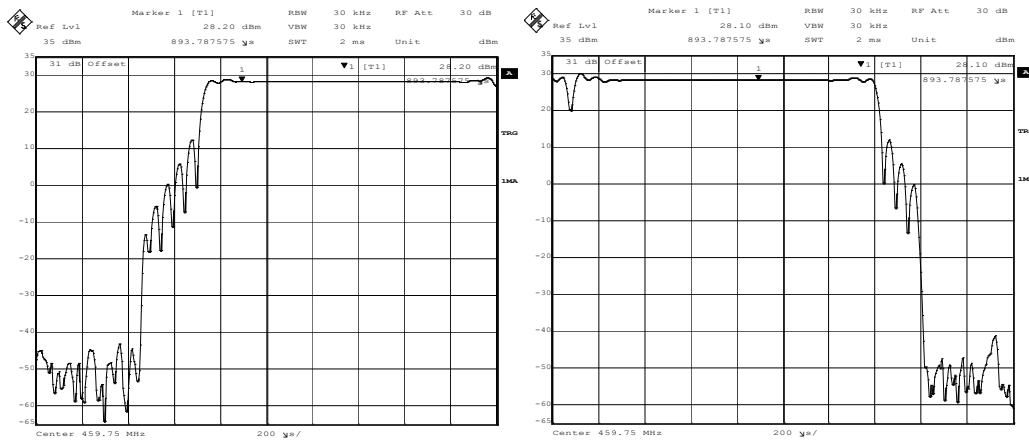 Marker 1 [T1] RBW 30 kHz RF Att 30 dB
Ref Lvl 28.20 dBm VBW 30 kHz
35 dBm 893.787575 µs SWT 2 ms Unit dBm
35
31 dB Offset
1
▼1 [T1] 28.20 dBm
893.787575 µs
30
20
10
0
-10
-20
-30
-40
-50
-60
-65
A
TRG
1MA
Center 459.75 MHz 200 µs/
Marker 1 [T1] RBW 30 kHz RF Att 30 dB
Ref Lvl 28.10 dBm VBW 30 kHz
35 dBm 893.787575 µs SWT 2 ms Unit dBm
35
31 dB Offset
1
▼1 [T1] 28.10 dBm
893.787575 µs
30
20
10
0
-10
-20
-30
-40
-50
-60
-65
Center 459.75 MHz 200 µs/